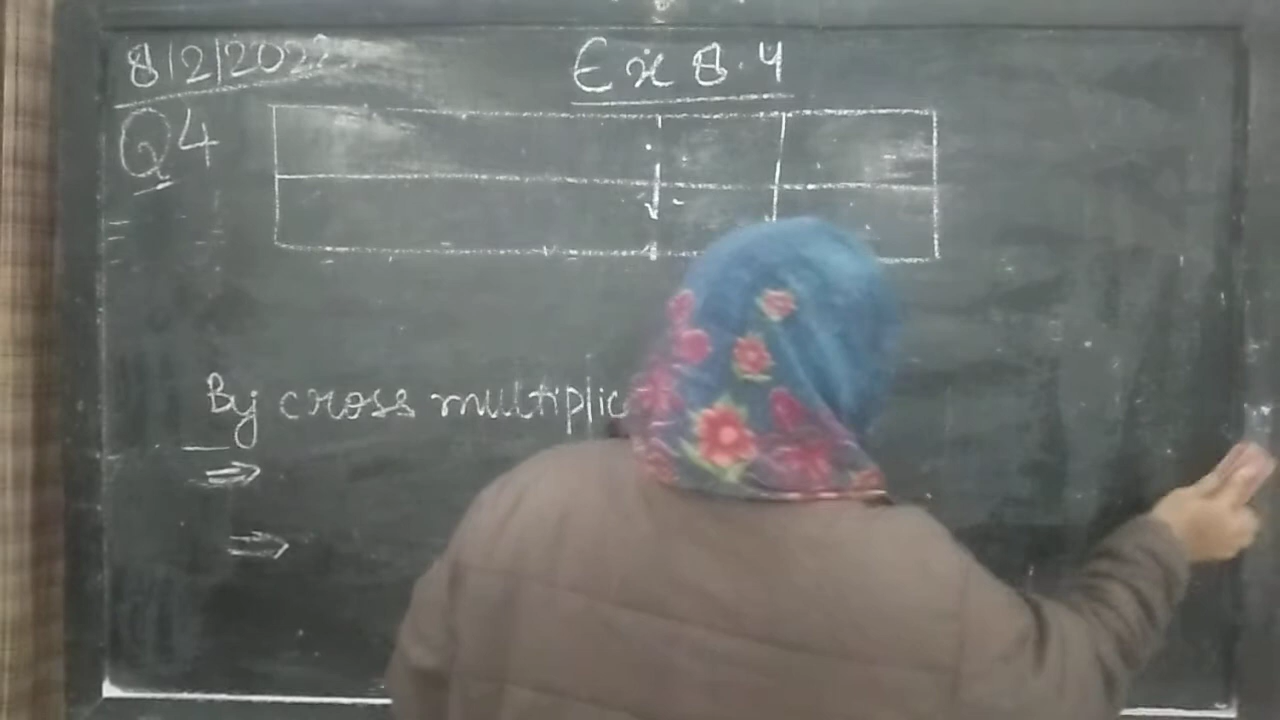 8/2/2022
Ex 8.4
Q4
By cross multiplic
⇒
⇒